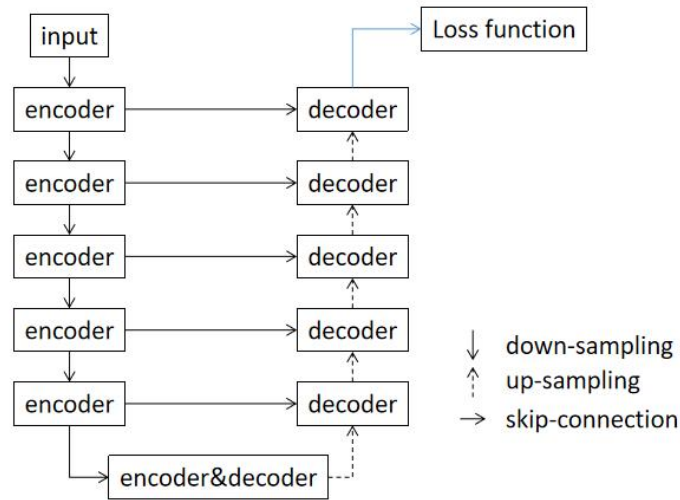 input
Loss function
encoder
decoder
encoder
decoder
encoder
decoder
encoder
decoder
encoder
decoder
encoder&decoder
down-sampling
up-sampling
skip-connection